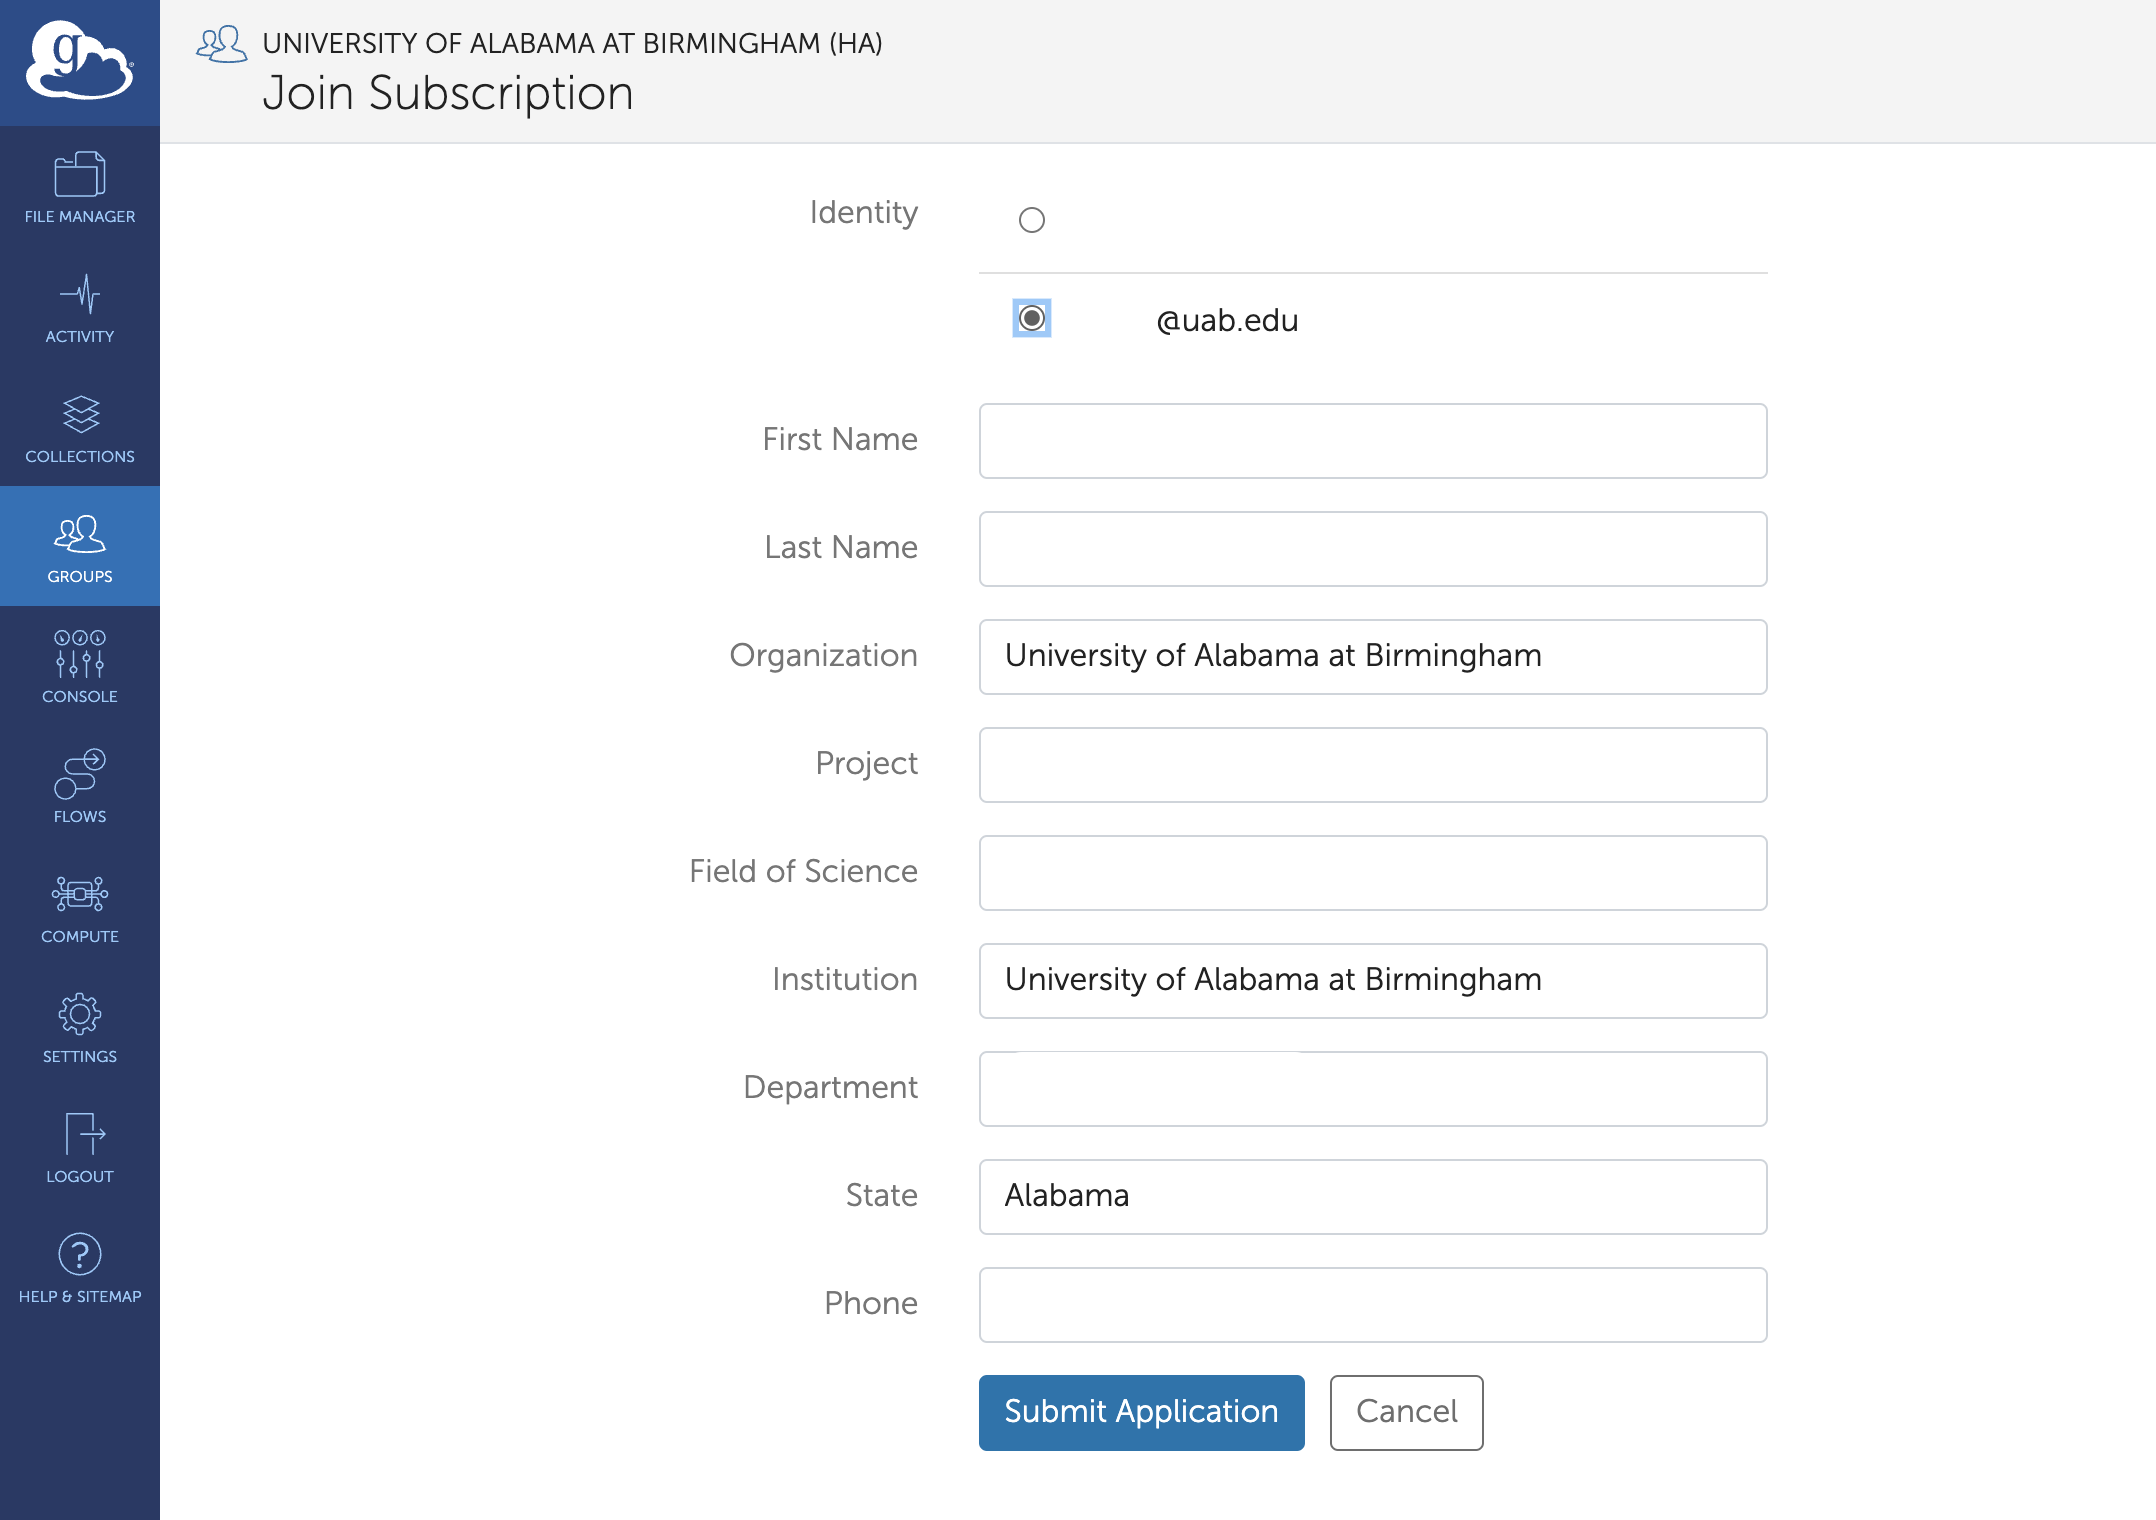 g
UNIVERSITY OF ALABAMA AT BIRMINGHAM (HA)
Join Subscription
FILE MANAGER
ACTIVITY
COLLECTIONS
GROUPS
CONSOLE
FLOWS
COMPUTE
SETTINGS
LOGOUT
?
HELP & SITEMAP
Identity
@uab.edu
First Name
Last Name
Organization University of Alabama at Birmingham
Project
Field of Science
Institution University of Alabama at Birmingham
Department
State Alabama
Phone
Submit Application Cancel